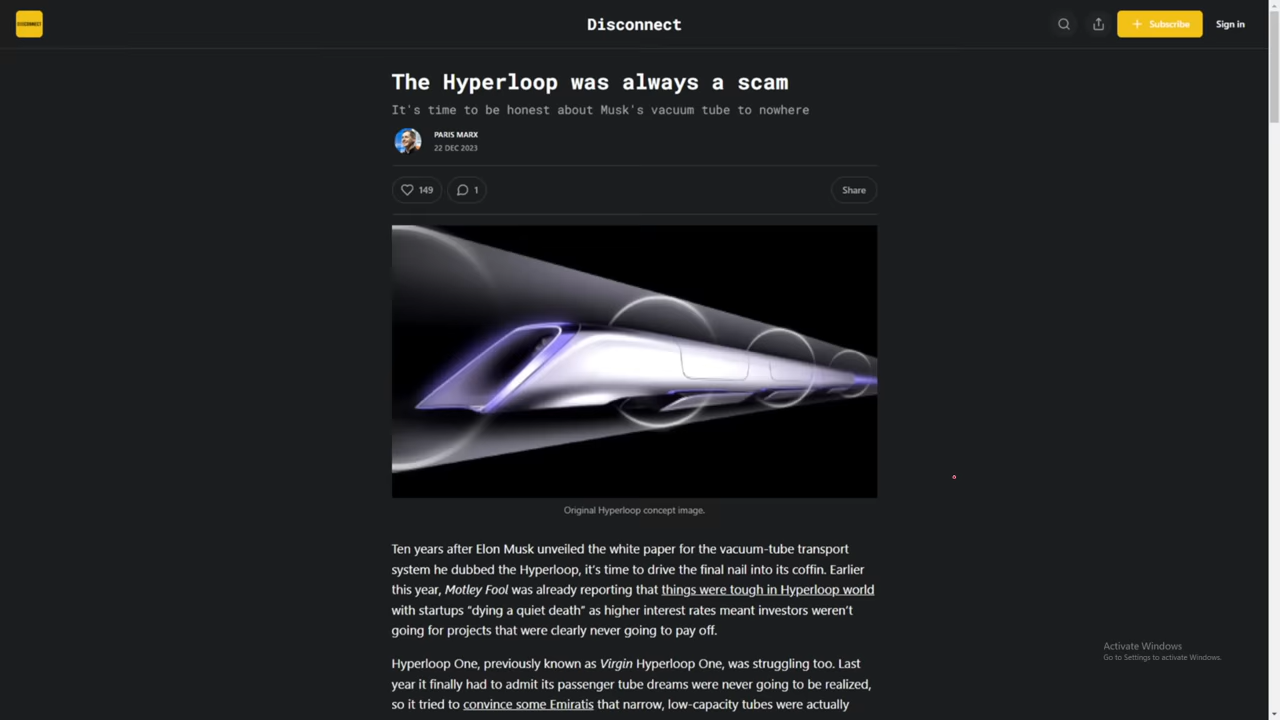 DISCONNECT
Disconnect
Subscribe
Sign in
The Hyperloop was always a scam
It's time to be honest about Musk's vacuum tube to nowhere
PARIS MARX
22 DEC 2023
149
1
Share
Original Hyperloop concept image.
Ten years after Elon Musk unveiled the white paper for the vacuum-tube transport
system he dubbed the Hyperloop, it's time to drive the final nail into its coffin. Earlier
this year, Motley Fool was already reporting that things were tough in Hyperloop world
with startups "dying a quiet death" as higher interest rates meant investors weren't
going for projects that were clearly never going to pay off.
Hyperloop One, previously known as Virgin Hyperloop One, was struggling too. Last
year it finally had to admit its passenger tube dreams were never going to be realized,
so it tried to convince some Emiratis that narrow, low-capacity tubes were actually
Activate Windows
Go to Settings to activate Windows.